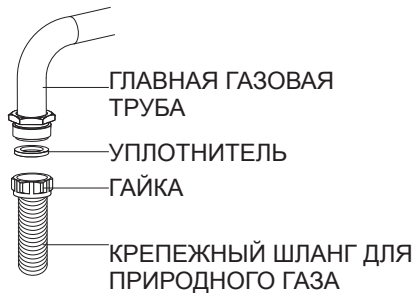 ГЛАВНАЯ ГАЗОВАЯ
ТРУБА
УПЛОТНИТЕЛЬ
ГАЙКА
КРЕПЕЖНЫЙ ШЛАНГ ДЛЯ
ПРИРОДНОГО ГАЗА